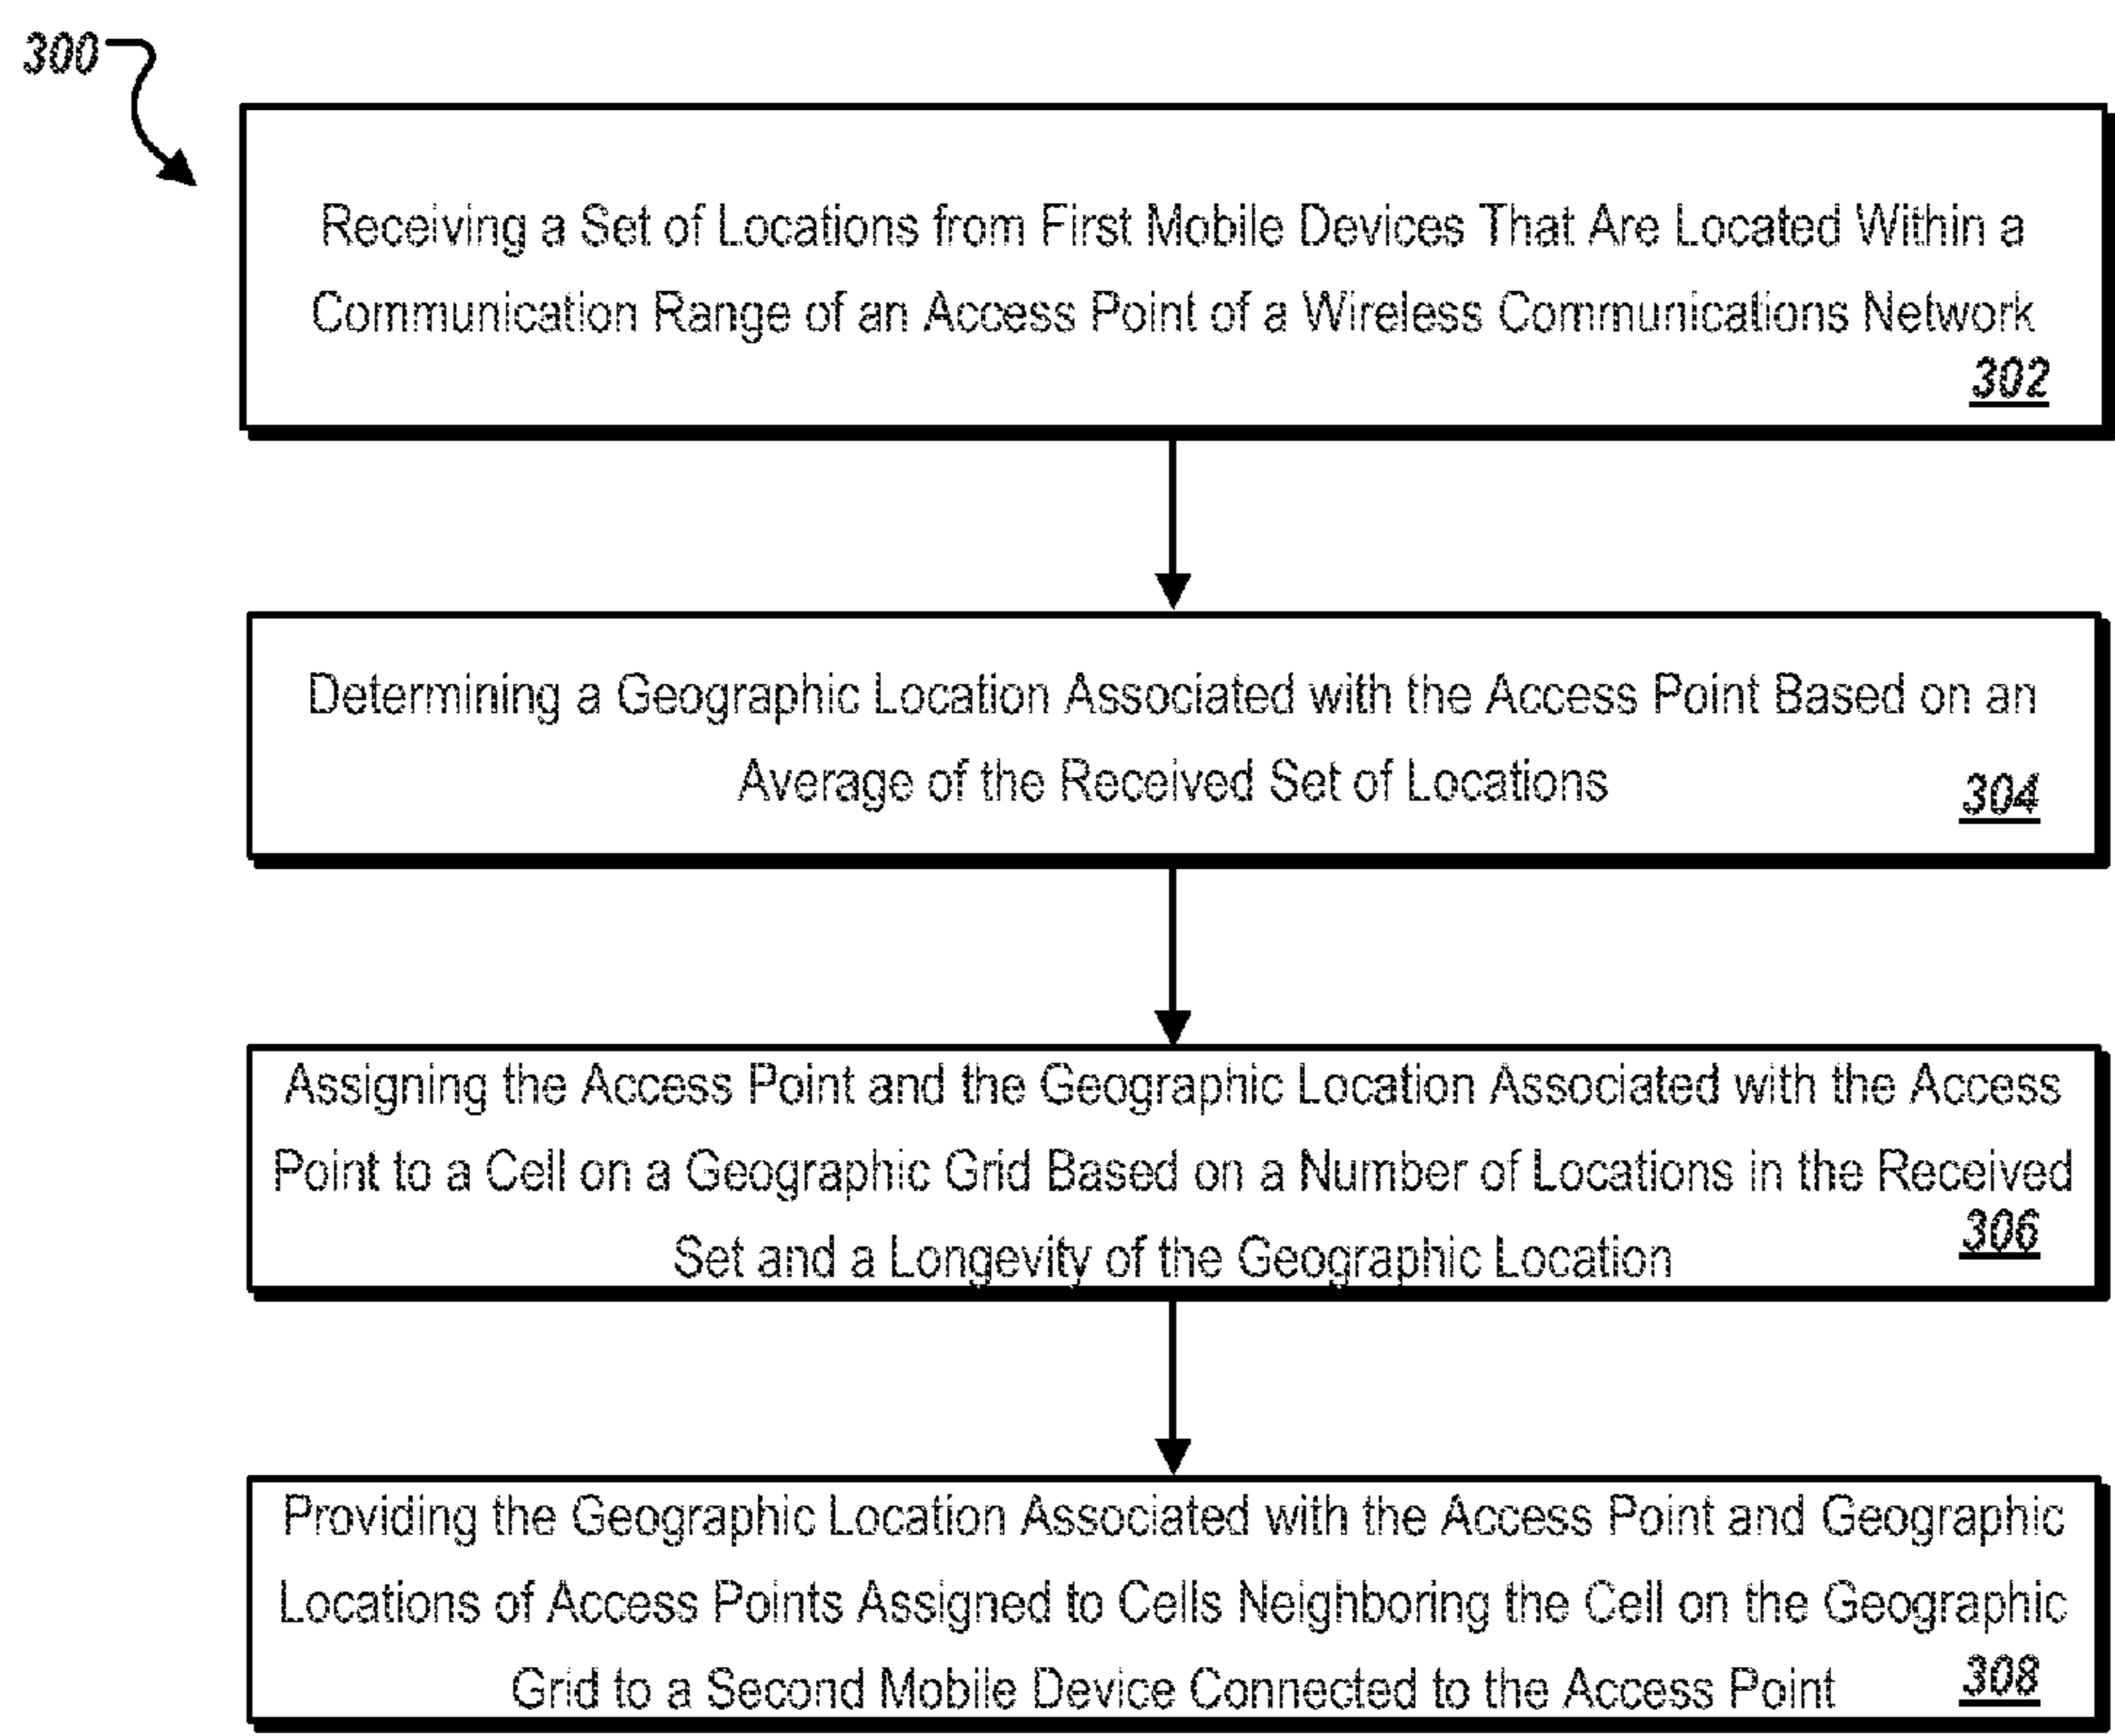 300
Receiving a Set of Locations from First Mobile Devices That Are Located Within a
Communication Range of an Access Point of a Wireless Communications Network
302
Determining a Geographic Location Associated with the Access Point Based on an
Average of the Received Set of Locations
304
Assigning the Access Point and the Geographic Location Associated with the Access
Point to a Cell on a Geographic Grid Based on a Number of Locations in the Received
Set and a Longevity of the Geographic Location
306
Providing the Geographic Location Associated with the Access Point and Geographic
Locations of Access Points Assigned to Cells Neighboring the Cell on the Geographic
Grid to a Second Mobile Device Connected to the Access Point
308